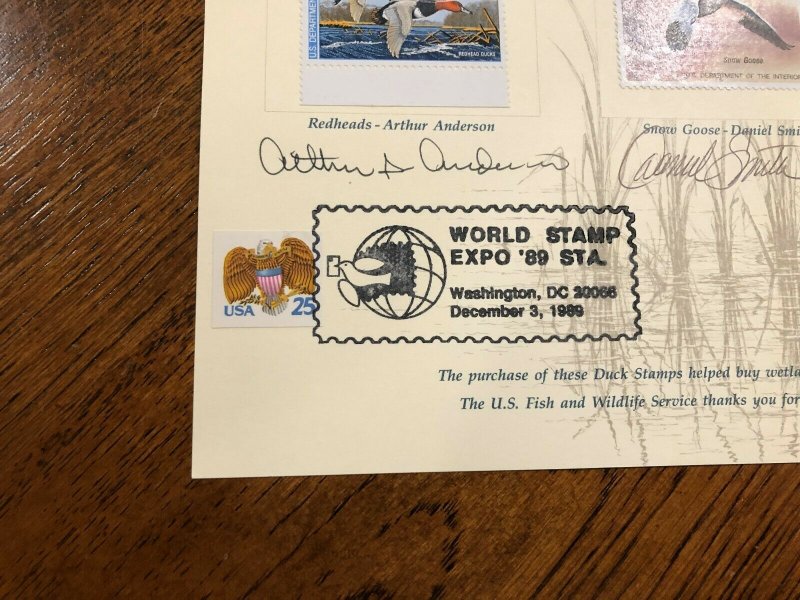 U.S. DEPARTMENT
REDHEAD DUCKS
Snow Goose
U.S. DEPARTMENT OF THE INTERIOR
Redheads - Arthur Anderson
Snow Goose - Daniel Smi
Arthur G Anderson
Daniel Smith
WORLD STAMP
EXPO '89 STA.
Washington, DC 20066
December 3, 1989
USA 25
The purchase of these Duck Stamps helped buy wetla
The U.S. Fish and Wildlife Service thanks you for